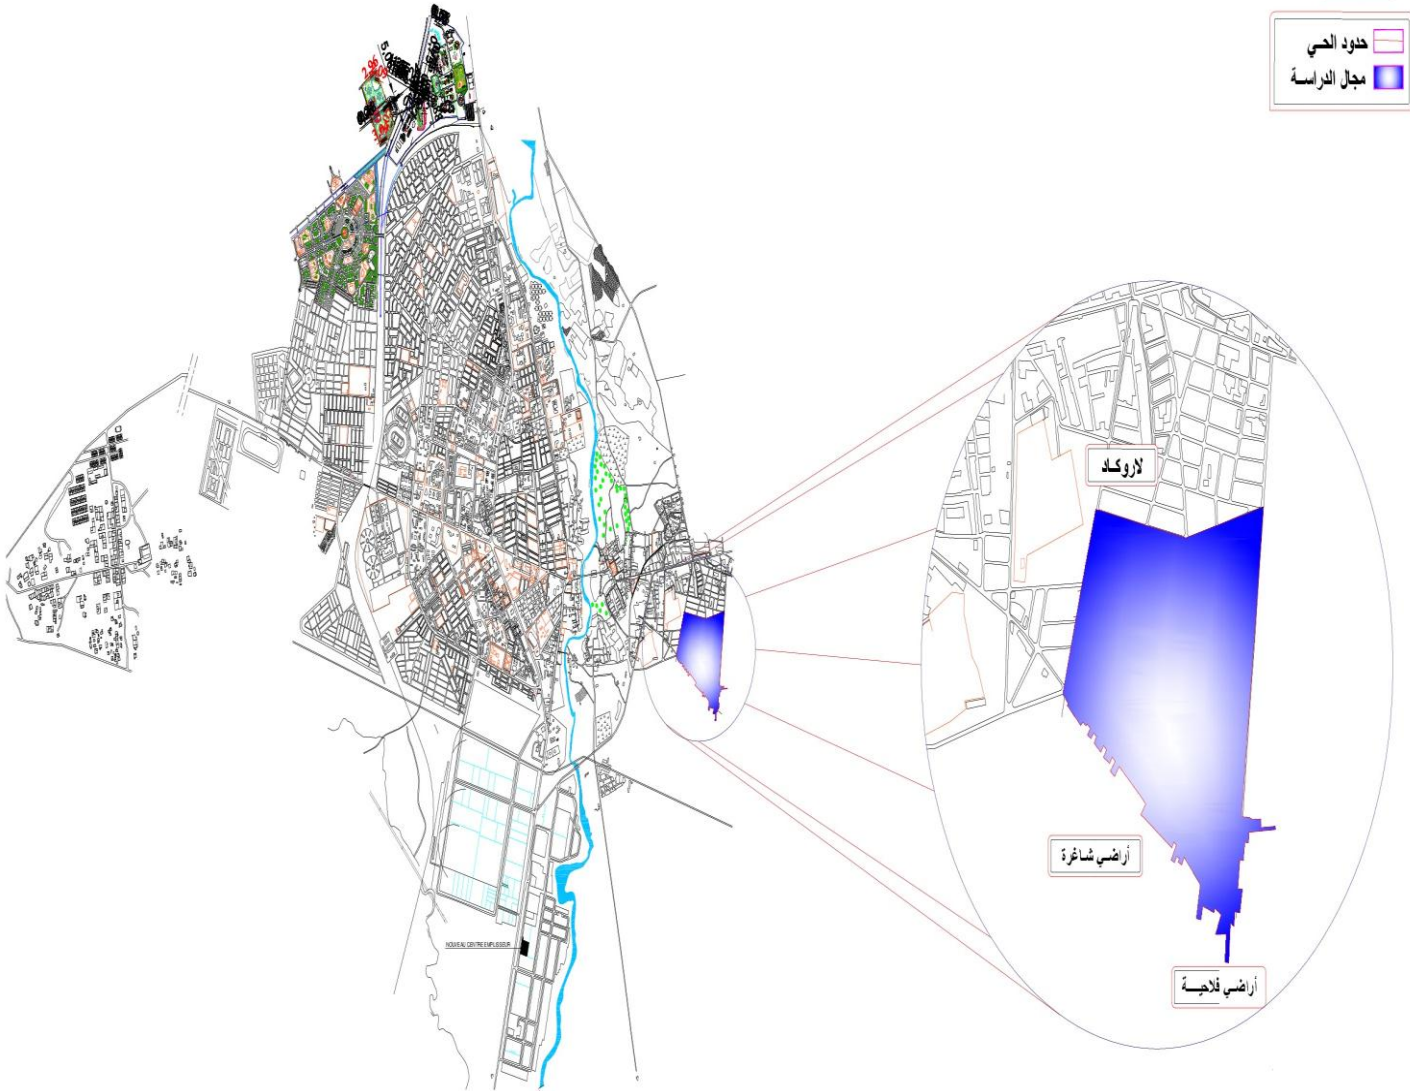 حدود الحي
مجال الدراسة
لاروكاد
أراضي شاغرة
أراضي فلاحية
NOUVEAU CENTRE EMPLISSEUR